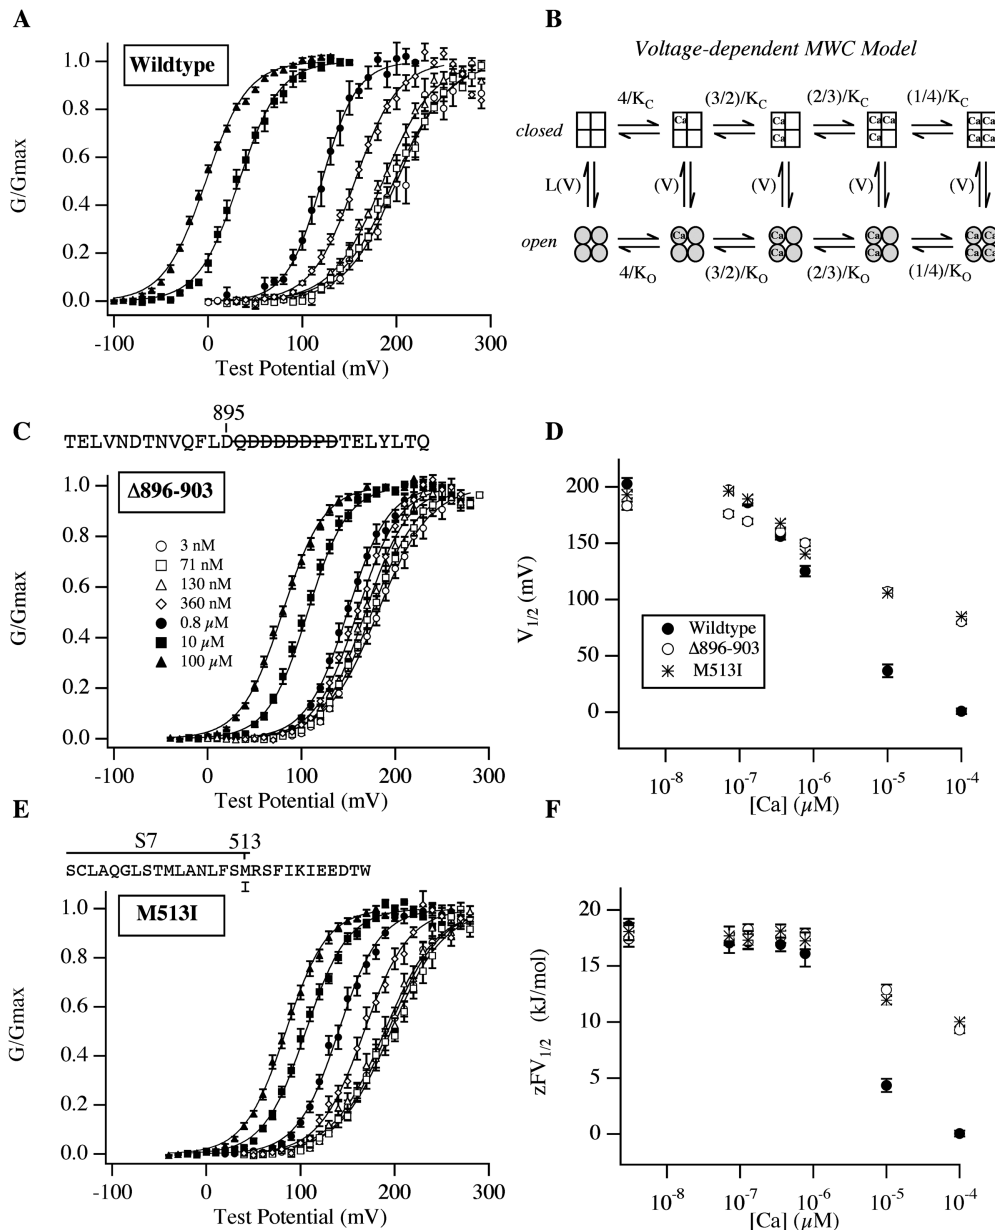 A
Wildtype
G/Gmax
1.0
0.8
0.6
0.4
0.2
0.0
-100 0 100 200 300
Test Potential (mV)
B
Voltage-dependent MWC Model
4/K_C (3/2)/K_C (2/3)/K_C (1/4)/K_C
closed
Ca
Ca
Ca
Ca Ca
Ca
Ca Ca
Ca Ca
L(V) (V) (V) (V) (V)
open
Ca
Ca
Ca
Ca Ca
Ca
Ca Ca
Ca Ca
4/K_O (3/2)/K_O (2/3)/K_O (1/4)/K_O
C
895
TELVNDTNVQFLDQDDDDDPDTELYLTQ
Δ896-903
3 nM
71 nM
130 nM
360 nM
0.8 µM
10 µM
100 µM
G/Gmax
1.0
0.8
0.6
0.4
0.2
0.0
-100 0 100 200 300
Test Potential (mV)
D
V_1/2 (mV)
200
150
100
50
0
Wildtype
Δ896-903
M513I
10⁻⁸ 10⁻⁷ 10⁻⁶ 10⁻⁵ 10⁻⁴
[Ca] (µM)
E
S7 513
SCLAQGLSTMLANLFSMRSFIKIEEDTW
I
M513I
G/Gmax
1.0
0.8
0.6
0.4
0.2
0.0
-100 0 100 200 300
Test Potential (mV)
F
zFV_1/2 (kJ/mol)
20
15
10
5
0
10⁻⁸ 10⁻⁷ 10⁻⁶ 10⁻⁵ 10⁻⁴
[Ca] (µM)